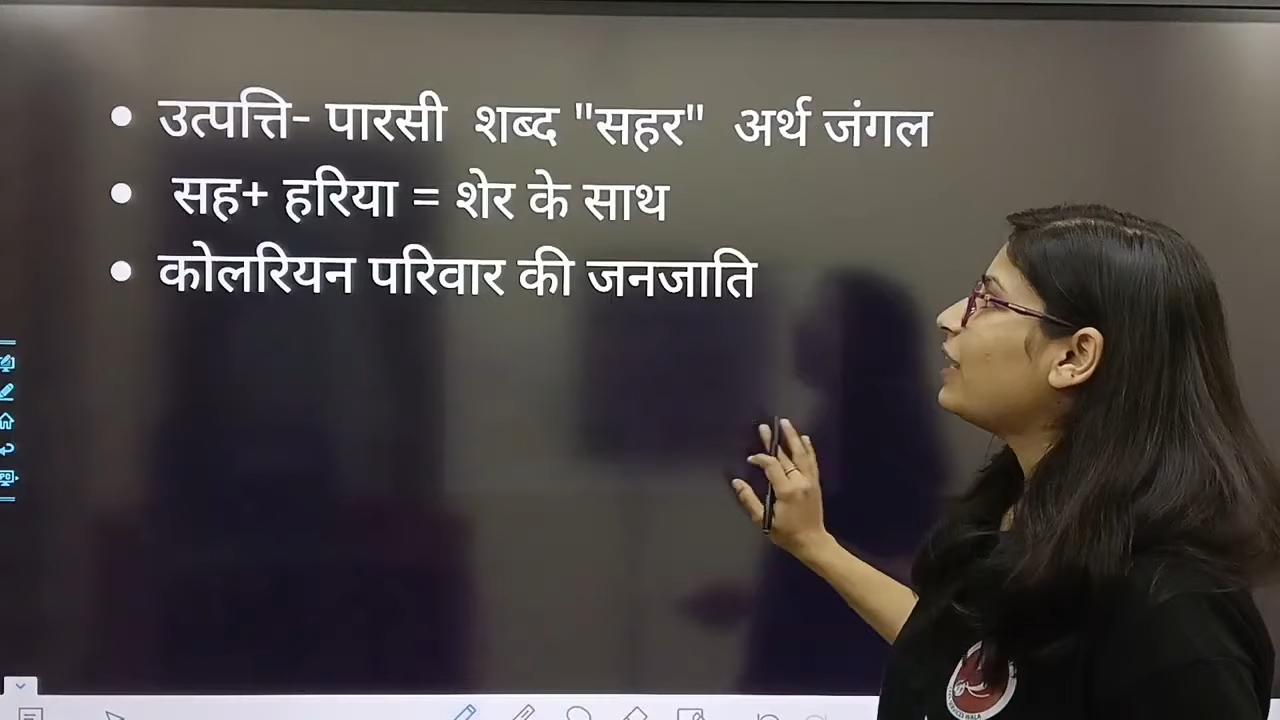 • उत्पत्ति- पारसी शब्द "सहर" अर्थ जंगल
• सह+ हरिया = शेर के साथ
• कोलरियन परिवार की जनजाति